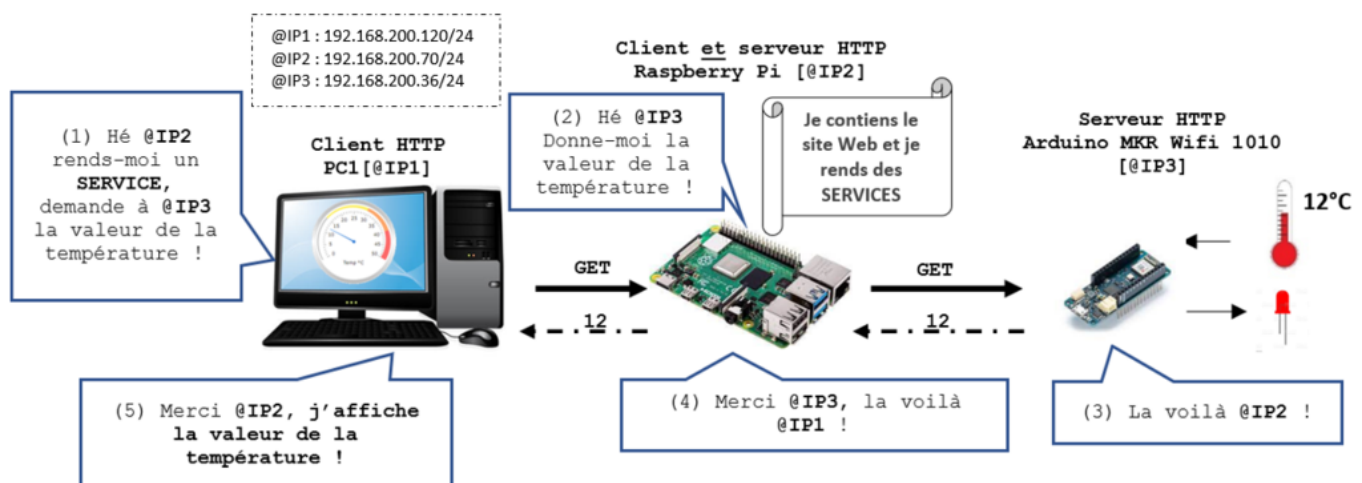 @IP1 : 192.168.200.120/24
@IP2 : 192.168.200.70/24
@IP3 : 192.168.200.36/24
Client et serveur HTTP
Raspberry Pi [@IP2]
(1) Hé @IP2
rends-moi un
SERVICE,
demande à @IP3
la valeur de la
température !
Client HTTP
PC1[@IP1]
(2) Hé @IP3
Donne-moi la
valeur de la
température !
Je contiens le
site Web et je
rends des
SERVICES
Serveur HTTP
Arduino MKR Wifi 1010
[@IP3]
12°C
Temp °C
GET
12
GET
12
(5) Merci @IP2, j'affiche
la valeur de la
température !
(4) Merci @IP3, la voilà
@IP1 !
(3) La voilà @IP2 !